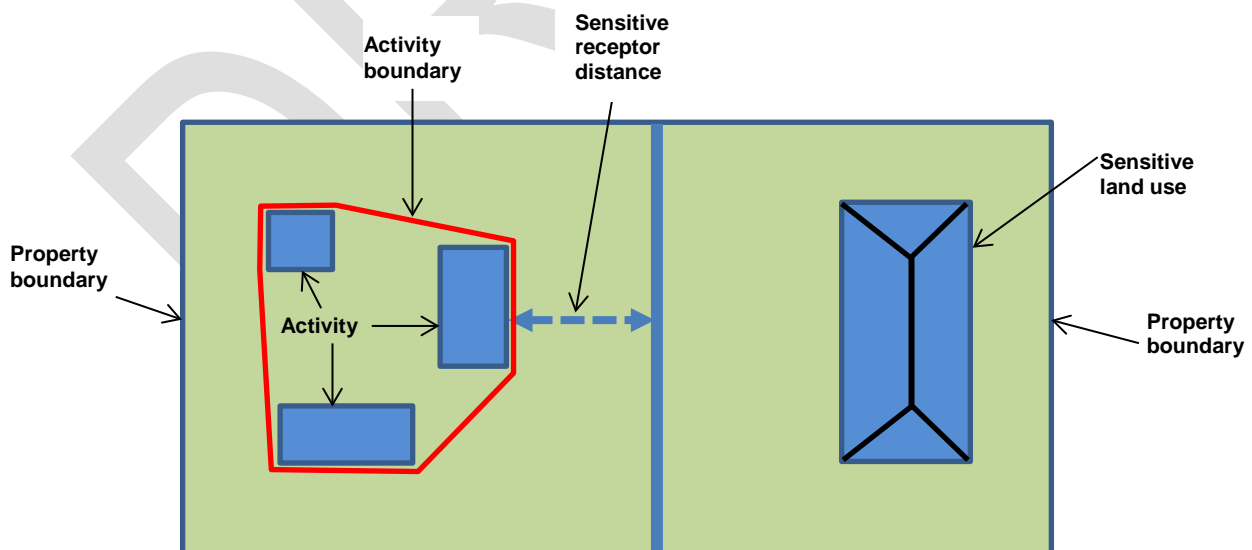 Sensitive
receptor
distance
Activity
boundary
Sensitive
land use
Property
boundary
Activity
Property
boundary